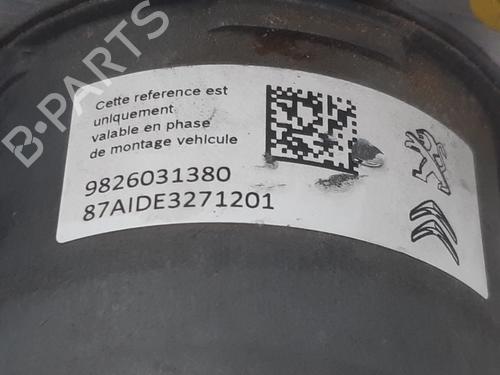 B-PARTS
Cette reference est
uniquement
valable en phase
de montage vehicule
9826031380
87AIDE3271201